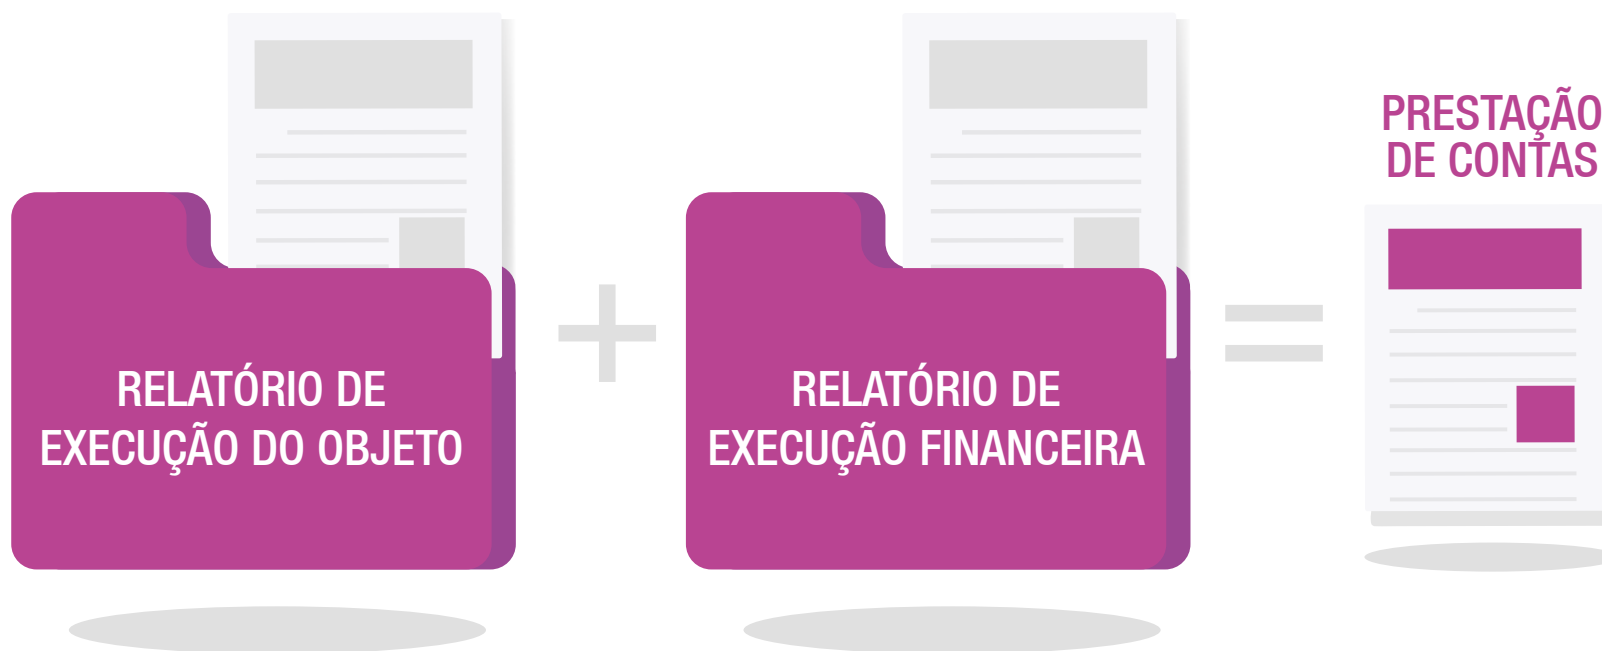 RELATÓRIO DE
EXECUÇÃO DO OBJETO
+
RELATÓRIO DE
EXECUÇÃO FINANCEIRA
=
PRESTAÇÃO
DE CONTAS